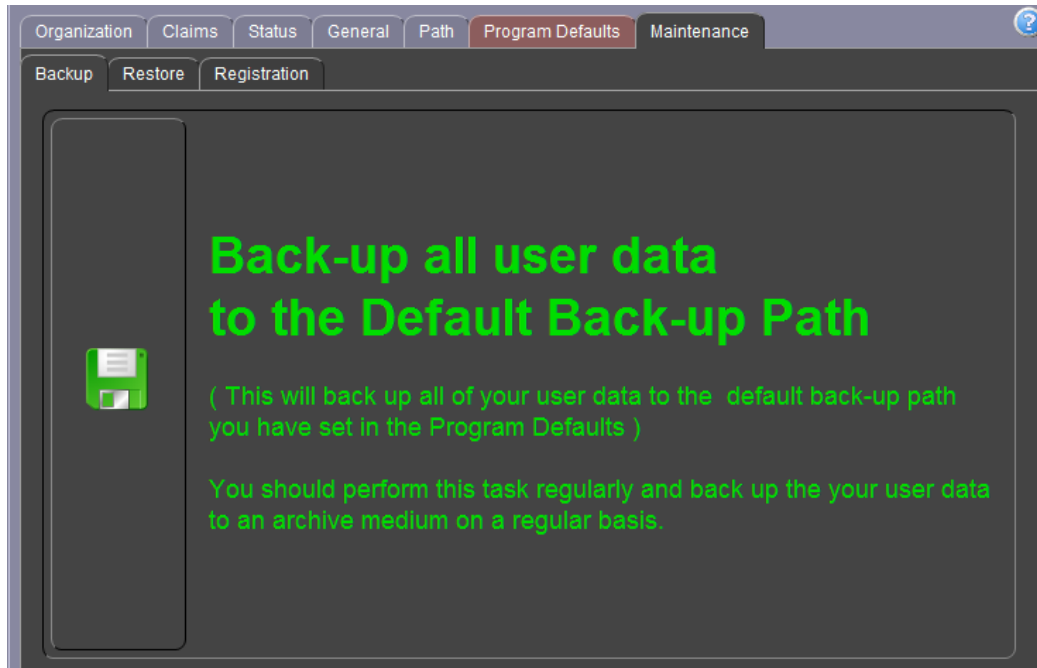 Organization Claims Status General Path Program Defaults Maintenance ?
Backup Restore Registration
Back-up all user data
to the Default Back-up Path
( This will back up all of your user data to the default back-up path
you have set in the Program Defaults )
You should perform this task regularly and back up the your user data
to an archive medium on a regular basis.